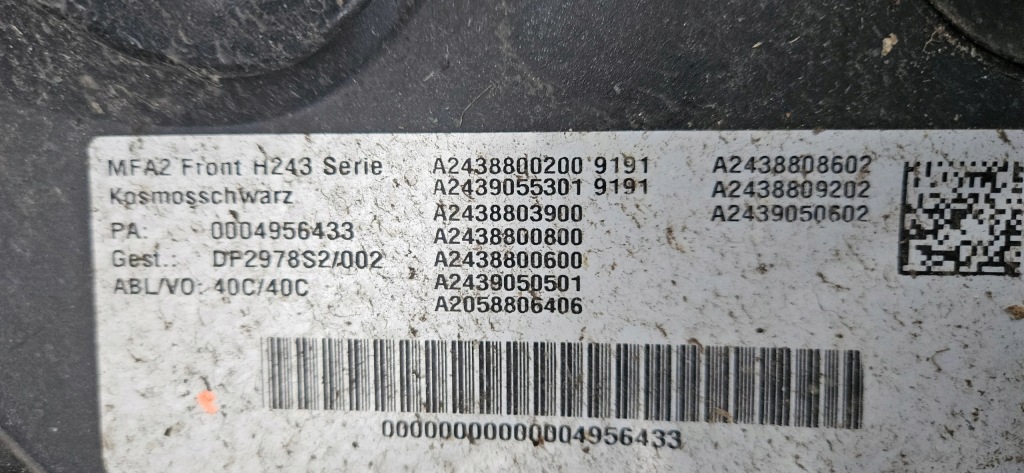 MFA2 Front H243 Serie
Kosmosschwarz
PA: 0004956433
Gest.: DP2978S2/002
ABL/VO: 40C/40C
A2438800200 9191
A2439055301 9191
A2438803900
A2438800800
A2438800600
A2439050501
A2058806406
A2438808602
A2438809202
A2439050602
00000000000004956433